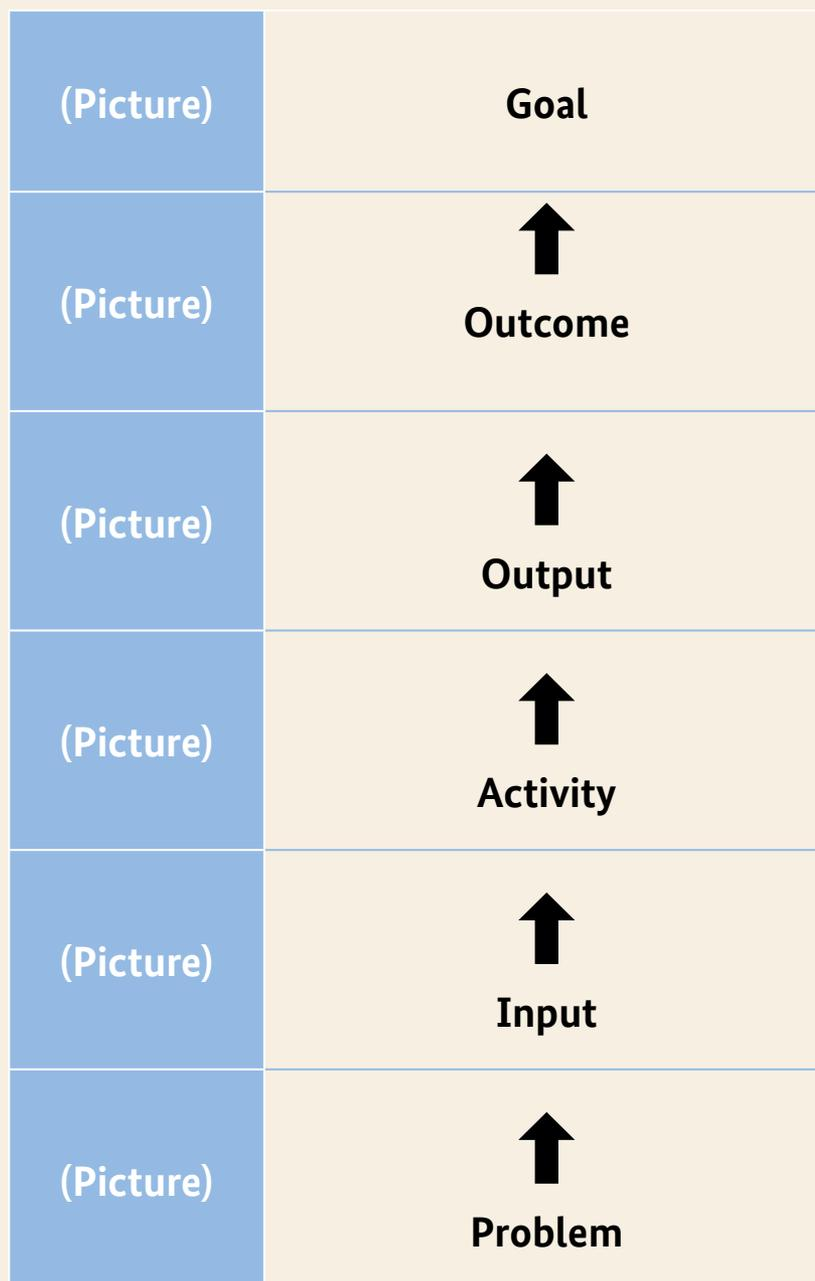 (Picture) Goal
(Picture) Outcome
(Picture) Output
(Picture) Activity
(Picture) Input
(Picture) Problem